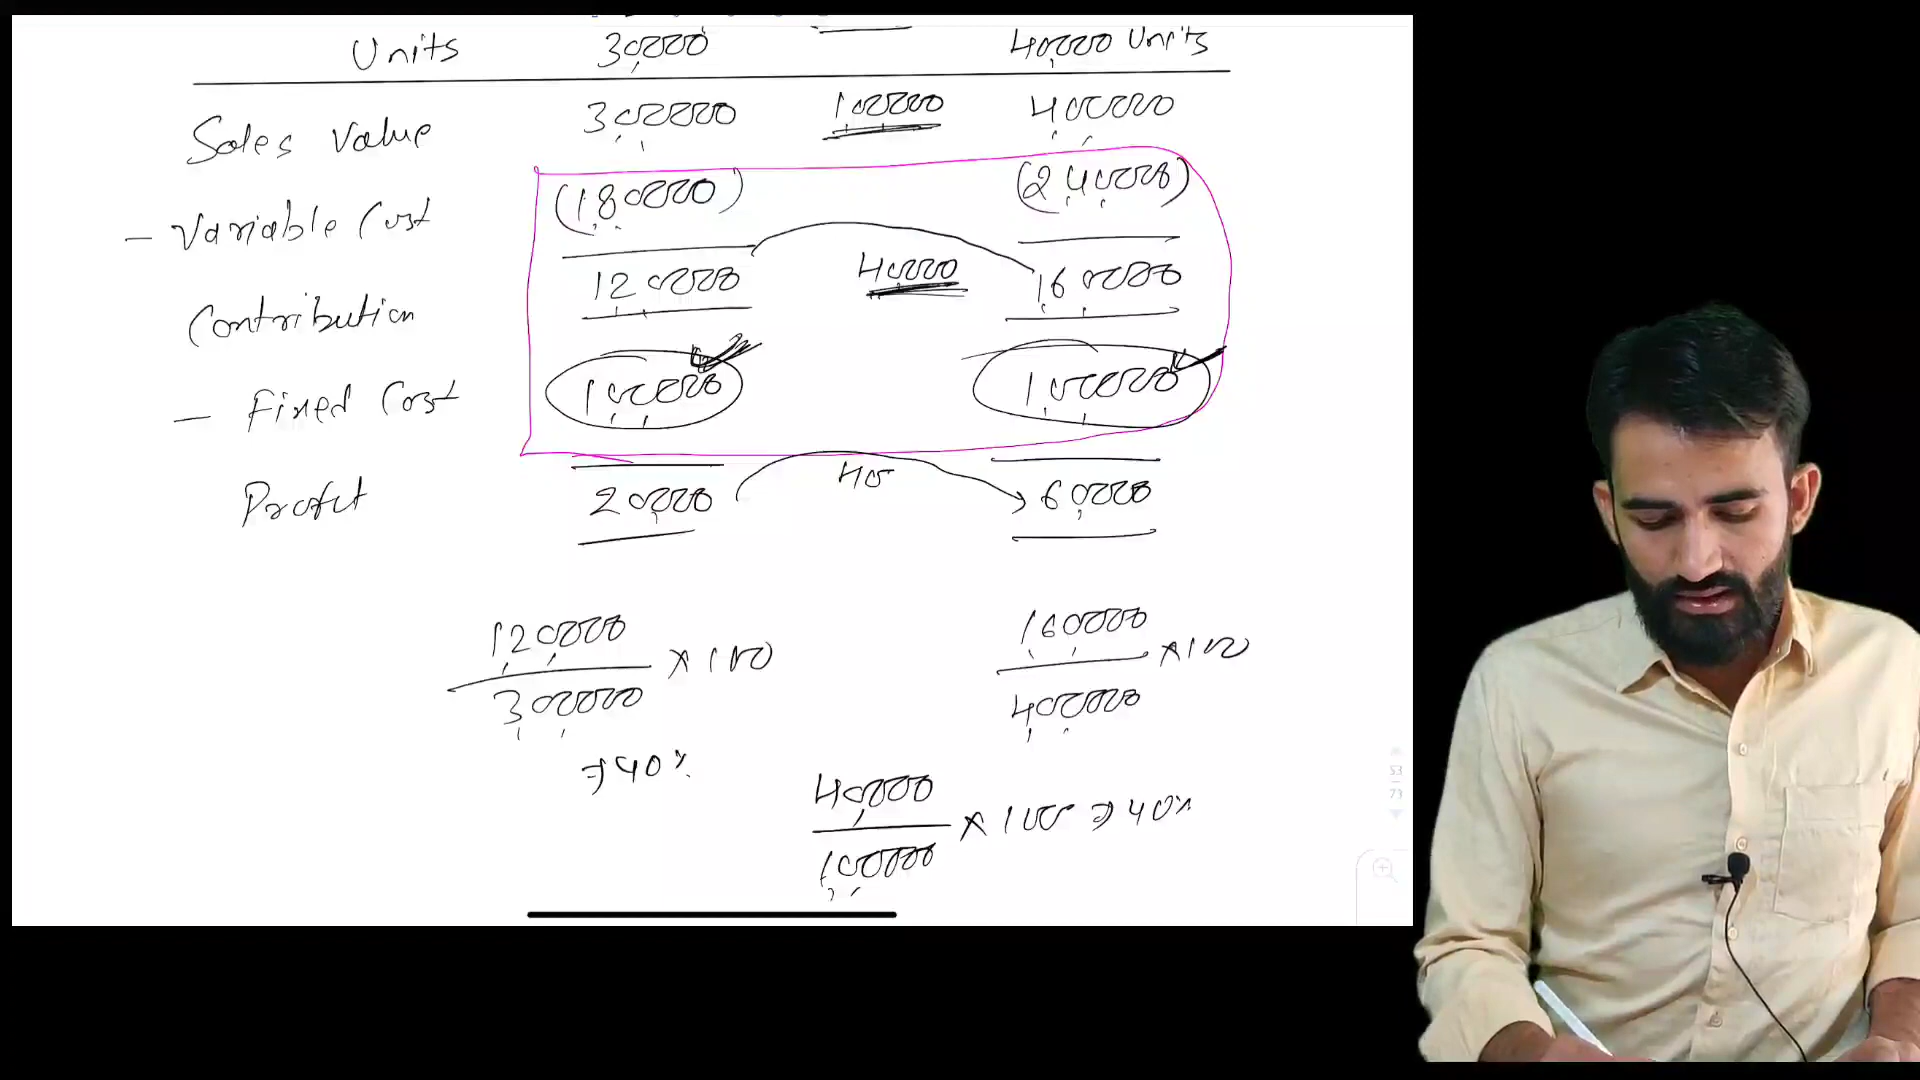 Units 30,000 40,000 Units
Sales Value 3,00,000 1,00,000 4,00,000
- Variable Cost (1,80,000) (2,40,000)
Contribution 1,20,000 40,000 1,60,000
- Fixed Cost 1,00,000 1,00,000
Profit 20,000 40 60,000
1,20,000 / 3,00,000 × 100
⇒ 40%
1,60,000 / 4,00,000 × 100
40,000 / 1,00,000 × 100 ⇒ 40%
53
73